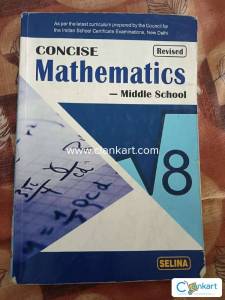 As per the latest curriculum prepared by the Council for
the Indian School Certificate Examinations, New Delhi
CONCISE
Revised
Mathematics
— Middle School
www.clankart.com
8
SELINA
Clankart